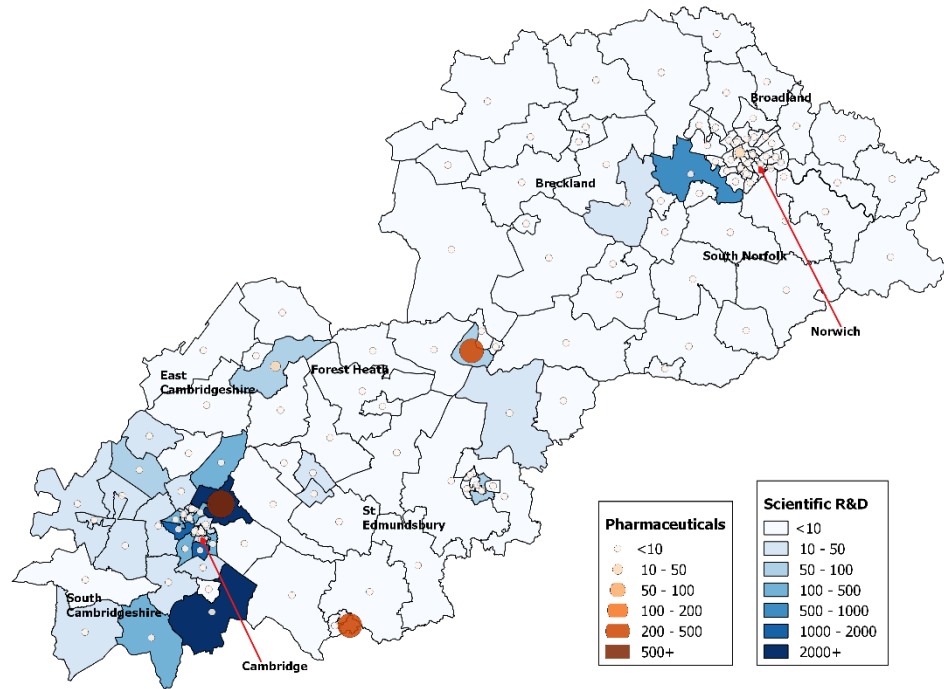 Broadland
Breckland
South Norfolk
Norwich
East
Cambridgeshire
Forest Heath
St
Edmundsbury
South
Cambridgeshire
Cambridge
Pharmaceuticals
<10
10 - 50
50 - 100
100 - 200
200 - 500
500+
Scientific R&D
<10
10 - 50
50 - 100
100 - 500
500 - 1000
1000 - 2000
2000+